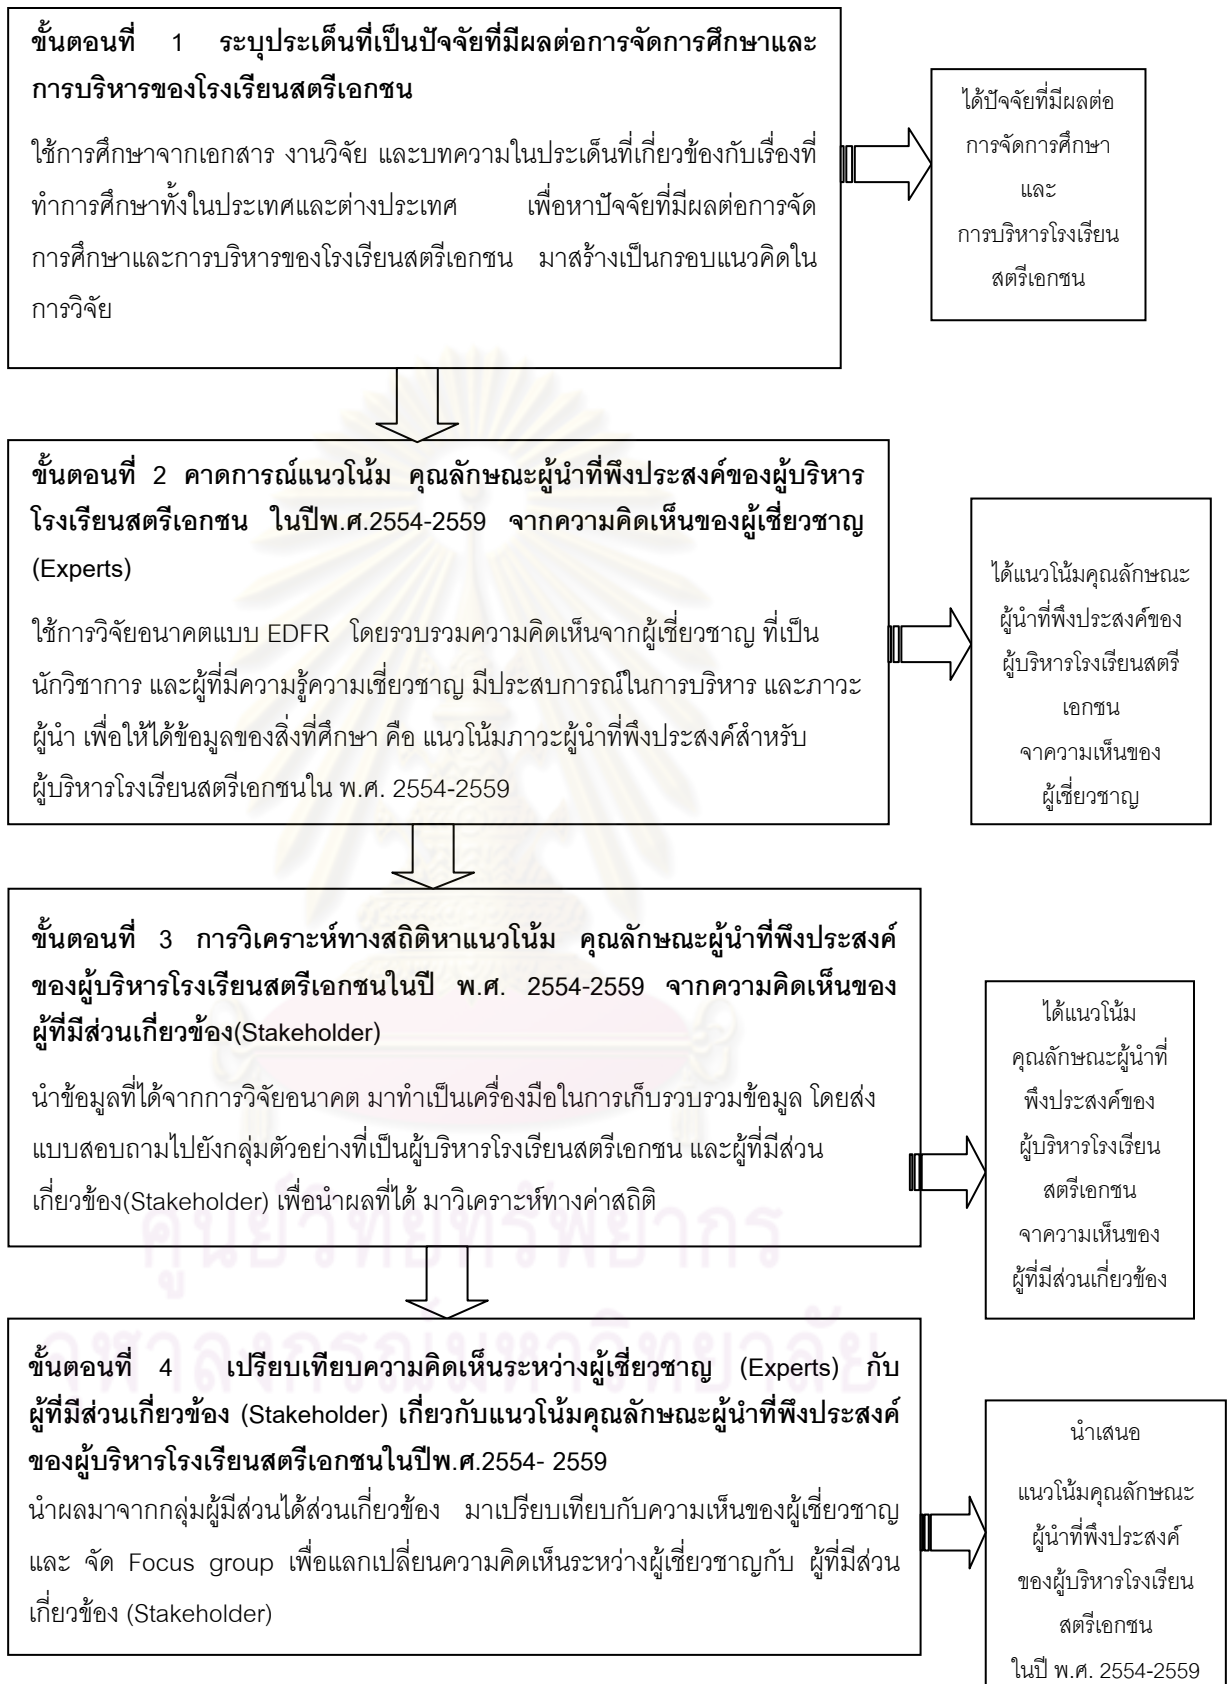 ขั้นตอนที่ 1 ระบุประเด็นที่เป็นปัจจัยที่มีผลต่อการจัดการศึกษาและ
การบริหารของโรงเรียนสตรีเอกชน
ใช้การศึกษาจากเอกสาร งานวิจัย และบทความในประเด็นที่เกี่ยวข้องกับเรื่องที่
ทำการศึกษาทั้งในประเทศและต่างประเทศ เพื่อหาปัจจัยที่มีผลต่อการจัด
การศึกษาและการบริหารของโรงเรียนสตรีเอกชน มาสร้างเป็นกรอบแนวคิดใน
การวิจัย
ได้ปัจจัยที่มีผลต่อ
การจัดการศึกษา
และ
การบริหารโรงเรียน
สตรีเอกชน
ขั้นตอนที่ 2 คาดการณ์แนวโน้ม คุณลักษณะผู้นำที่พึงประสงค์ของผู้บริหาร
โรงเรียนสตรีเอกชน ในปีพ.ศ.2554-2559 จากความคิดเห็นของผู้เชี่ยวชาญ
(Experts)
ใช้การวิจัยอนาคตแบบ EDFR โดยรวบรวมความคิดเห็นจากผู้เชี่ยวชาญ ที่เป็น
นักวิชาการ และผู้ที่มีความรู้ความเชี่ยวชาญ มีประสบการณ์ในการบริหาร และภาวะ
ผู้นำ เพื่อให้ได้ข้อมูลของสิ่งที่ศึกษา คือ แนวโน้มภาวะผู้นำที่พึงประสงค์สำหรับ
ผู้บริหารโรงเรียนสตรีเอกชนใน พ.ศ. 2554-2559
ได้แนวโน้มคุณลักษณะ
ผู้นำที่พึงประสงค์ของ
ผู้บริหารโรงเรียนสตรี
เอกชน
จาความเห็นของ
ผู้เชี่ยวชาญ
ขั้นตอนที่ 3 การวิเคราะห์ทางสถิติหาแนวโน้ม คุณลักษณะผู้นำที่พึงประสงค์
ของผู้บริหารโรงเรียนสตรีเอกชนในปี พ.ศ. 2554-2559 จากความคิดเห็นของ
ผู้ที่มีส่วนเกี่ยวข้อง(Stakeholder)
นำข้อมูลที่ได้จากการวิจัยอนาคต มาทำเป็นเครื่องมือในการเก็บรวบรวมข้อมูล โดยส่ง
แบบสอบถามไปยังกลุ่มตัวอย่างที่เป็นผู้บริหารโรงเรียนสตรีเอกชน และผู้ที่มีส่วน
เกี่ยวข้อง(Stakeholder) เพื่อนำผลที่ได้ มาวิเคราะห์ทางค่าสถิติ
ได้แนวโน้ม
คุณลักษณะผู้นำที่
พึงประสงค์ของ
ผู้บริหารโรงเรียน
สตรีเอกชน
จาความเห็นของ
ผู้ที่มีส่วนเกี่ยวข้อง
ศูนย์วิทยทรัพยากร
จุฬาลงกรณ์มหาวิทยาลัย
ขั้นตอนที่ 4 เปรียบเทียบความคิดเห็นระหว่างผู้เชี่ยวชาญ (Experts) กับ
ผู้ที่มีส่วนเกี่ยวข้อง (Stakeholder) เกี่ยวกับแนวโน้มคุณลักษณะผู้นำที่พึงประสงค์
ของผู้บริหารโรงเรียนสตรีเอกชนในปีพ.ศ.2554- 2559
นำผลมาจากกลุ่มผู้มีส่วนได้ส่วนเกี่ยวข้อง มาเปรียบเทียบกับความเห็นของผู้เชี่ยวชาญ
และ จัด Focus group เพื่อแลกเปลี่ยนความคิดเห็นระหว่างผู้เชี่ยวชาญกับ ผู้ที่มีส่วน
เกี่ยวข้อง (Stakeholder)
นำเสนอ
แนวโน้มคุณลักษณะ
ผู้นำที่พึงประสงค์
ของผู้บริหารโรงเรียน
สตรีเอกชน
ในปี พ.ศ. 2554-2559